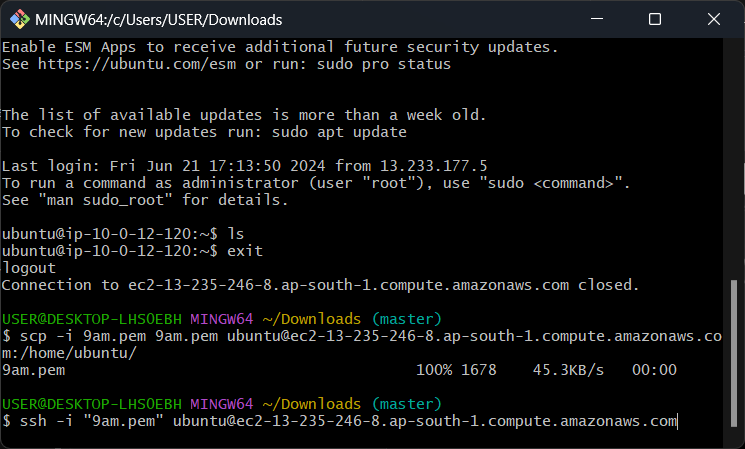 MINGW64:/c/Users/USER/Downloads
Enable ESM Apps to receive additional future security updates.
See https://ubuntu.com/esm or run: sudo pro status
The list of available updates is more than a week old.
To check for new updates run: sudo apt update
Last login: Fri Jun 21 17:13:50 2024 from 13.233.177.5
To run a command as administrator (user "root"), use "sudo <command>".
See "man sudo_root" for details.
ubuntu@ip-10-0-12-120:~$ ls
ubuntu@ip-10-0-12-120:~$ exit
logout
Connection to ec2-13-235-246-8.ap-south-1.compute.amazonaws.com closed.
USER@DESKTOP-LHS0EBH MINGW64 ~/Downloads (master)
$ scp -i 9am.pem 9am.pem ubuntu@ec2-13-235-246-8.ap-south-1.compute.amazonaws.co
m:/home/ubuntu/
9am.pem 100% 1678 45.3KB/s 00:00
USER@DESKTOP-LHS0EBH MINGW64 ~/Downloads (master)
$ ssh -i "9am.pem" ubuntu@ec2-13-235-246-8.ap-south-1.compute.amazonaws.com